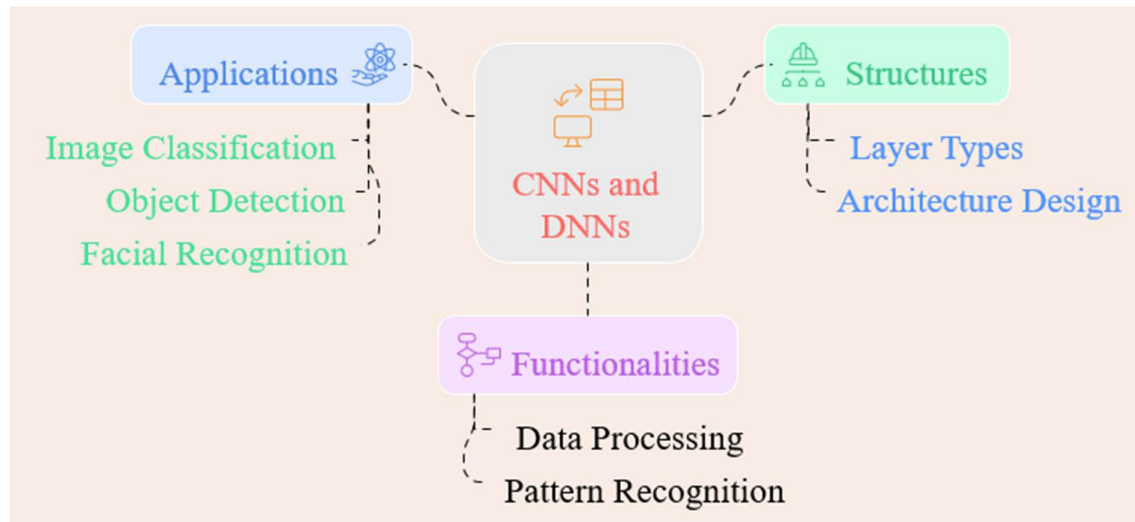 Applications
Image Classification
Object Detection
Facial Recognition
CNNs and
DNNs
Structures
Layer Types
Architecture Design
Functionalities
Data Processing
Pattern Recognition